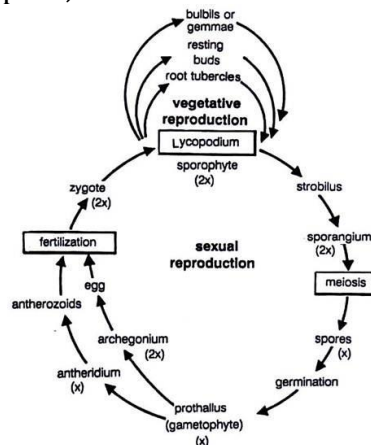 bulbils or
gemmae
resting
buds
root tubercles
vegetative
reproduction
Lycopodium
sporophyte
(2x)
strobilus
sporangium
(2x)
meiosis
spores
(x)
germination
prothallus
(gametophyte)
(x)
antheridium
(x)
archegonium
(2x)
antherozoids
egg
fertilization
zygote
(2x)
sexual
reproduction